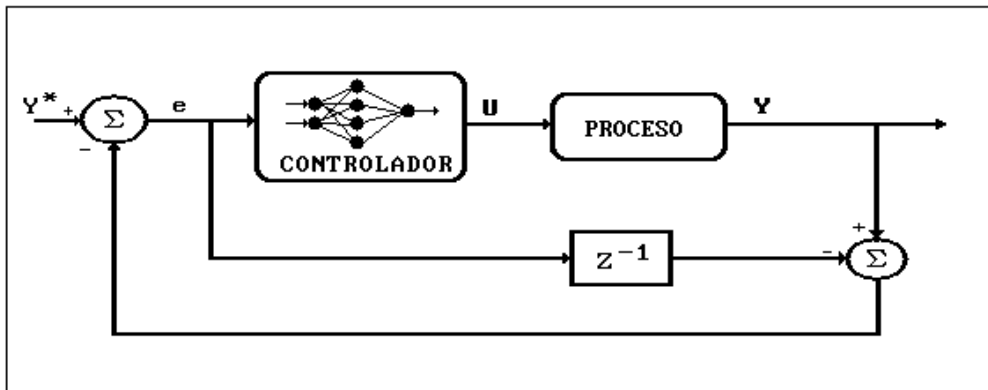 Y*
+
-
Σ
e
CONTROLADOR
U
PROCESO
Y
Z⁻¹
+
-
Σ